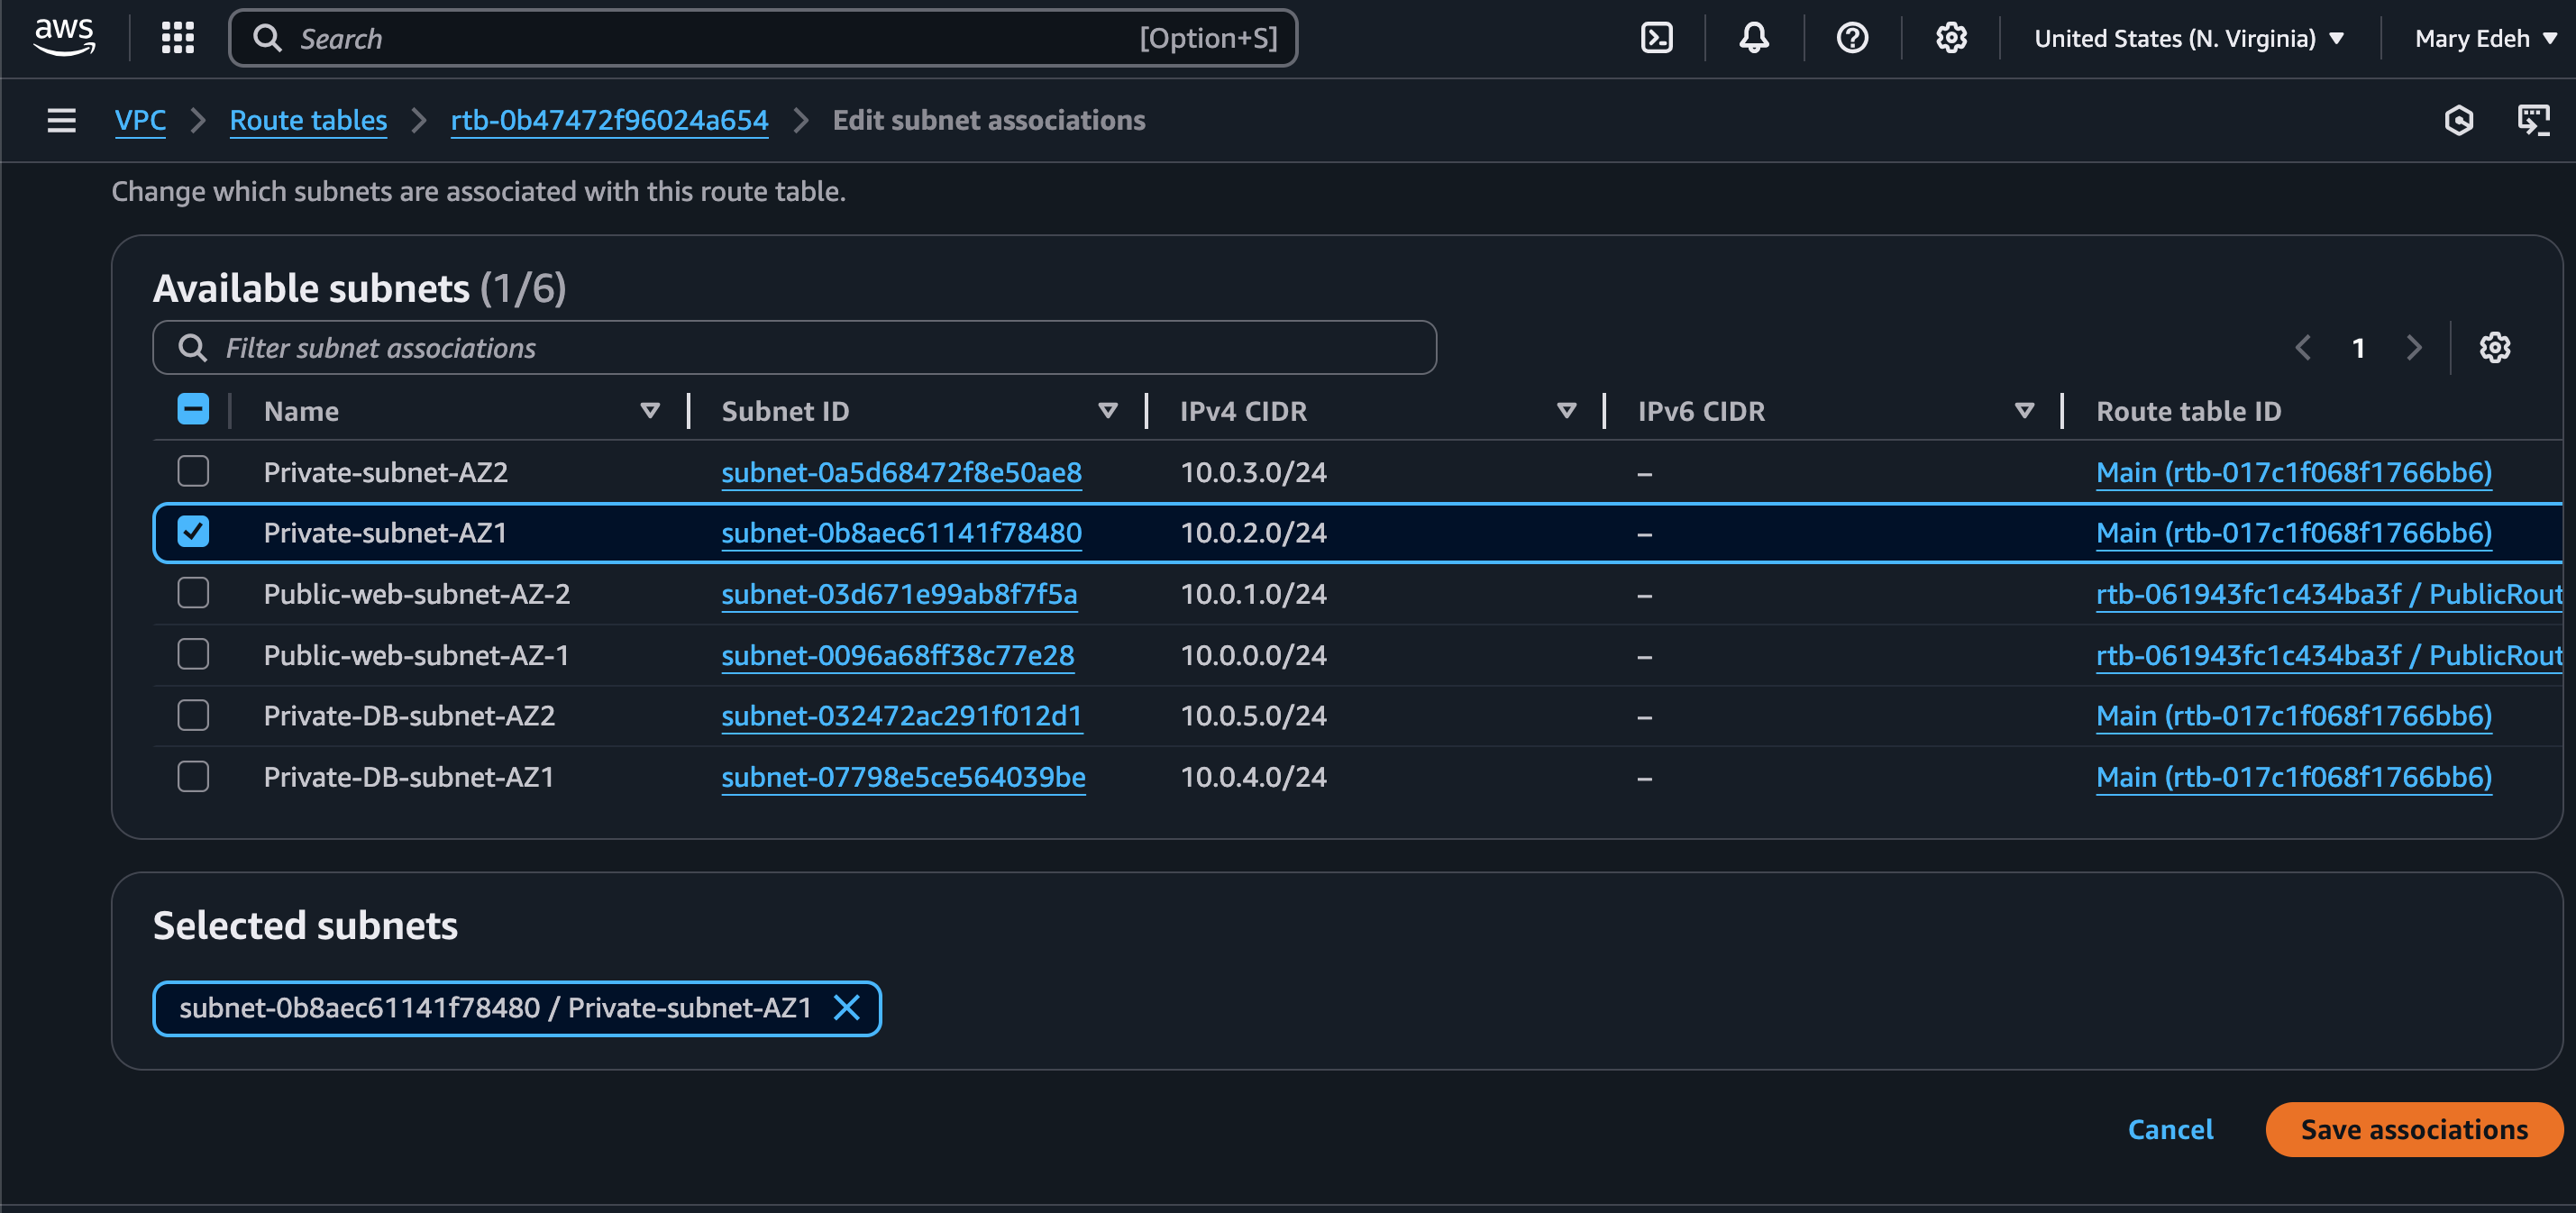 aws
Search [Option+S] United States (N. Virginia) Mary Edeh
VPC Route tables rtb-0b47472f96024a654 Edit subnet associations
Change which subnets are associated with this route table.
Available subnets (1/6)
Filter subnet associations 1
Name Subnet ID IPv4 CIDR IPv6 CIDR Route table ID
Private-subnet-AZ2 subnet-0a5d68472f8e50ae8 10.0.3.0/24 – Main (rtb-017c1f068f1766bb6)
Private-subnet-AZ1 subnet-0b8aec61141f78480 10.0.2.0/24 – Main (rtb-017c1f068f1766bb6)
Public-web-subnet-AZ-2 subnet-03d671e99ab8f7f5a 10.0.1.0/24 – rtb-061943fc1c434ba3f / PublicRout
Public-web-subnet-AZ-1 subnet-0096a68ff38c77e28 10.0.0.0/24 – rtb-061943fc1c434ba3f / PublicRout
Private-DB-subnet-AZ2 subnet-032472ac291f012d1 10.0.5.0/24 – Main (rtb-017c1f068f1766bb6)
Private-DB-subnet-AZ1 subnet-07798e5ce564039be 10.0.4.0/24 – Main (rtb-017c1f068f1766bb6)
Selected subnets
subnet-0b8aec61141f78480 / Private-subnet-AZ1
Cancel Save associations